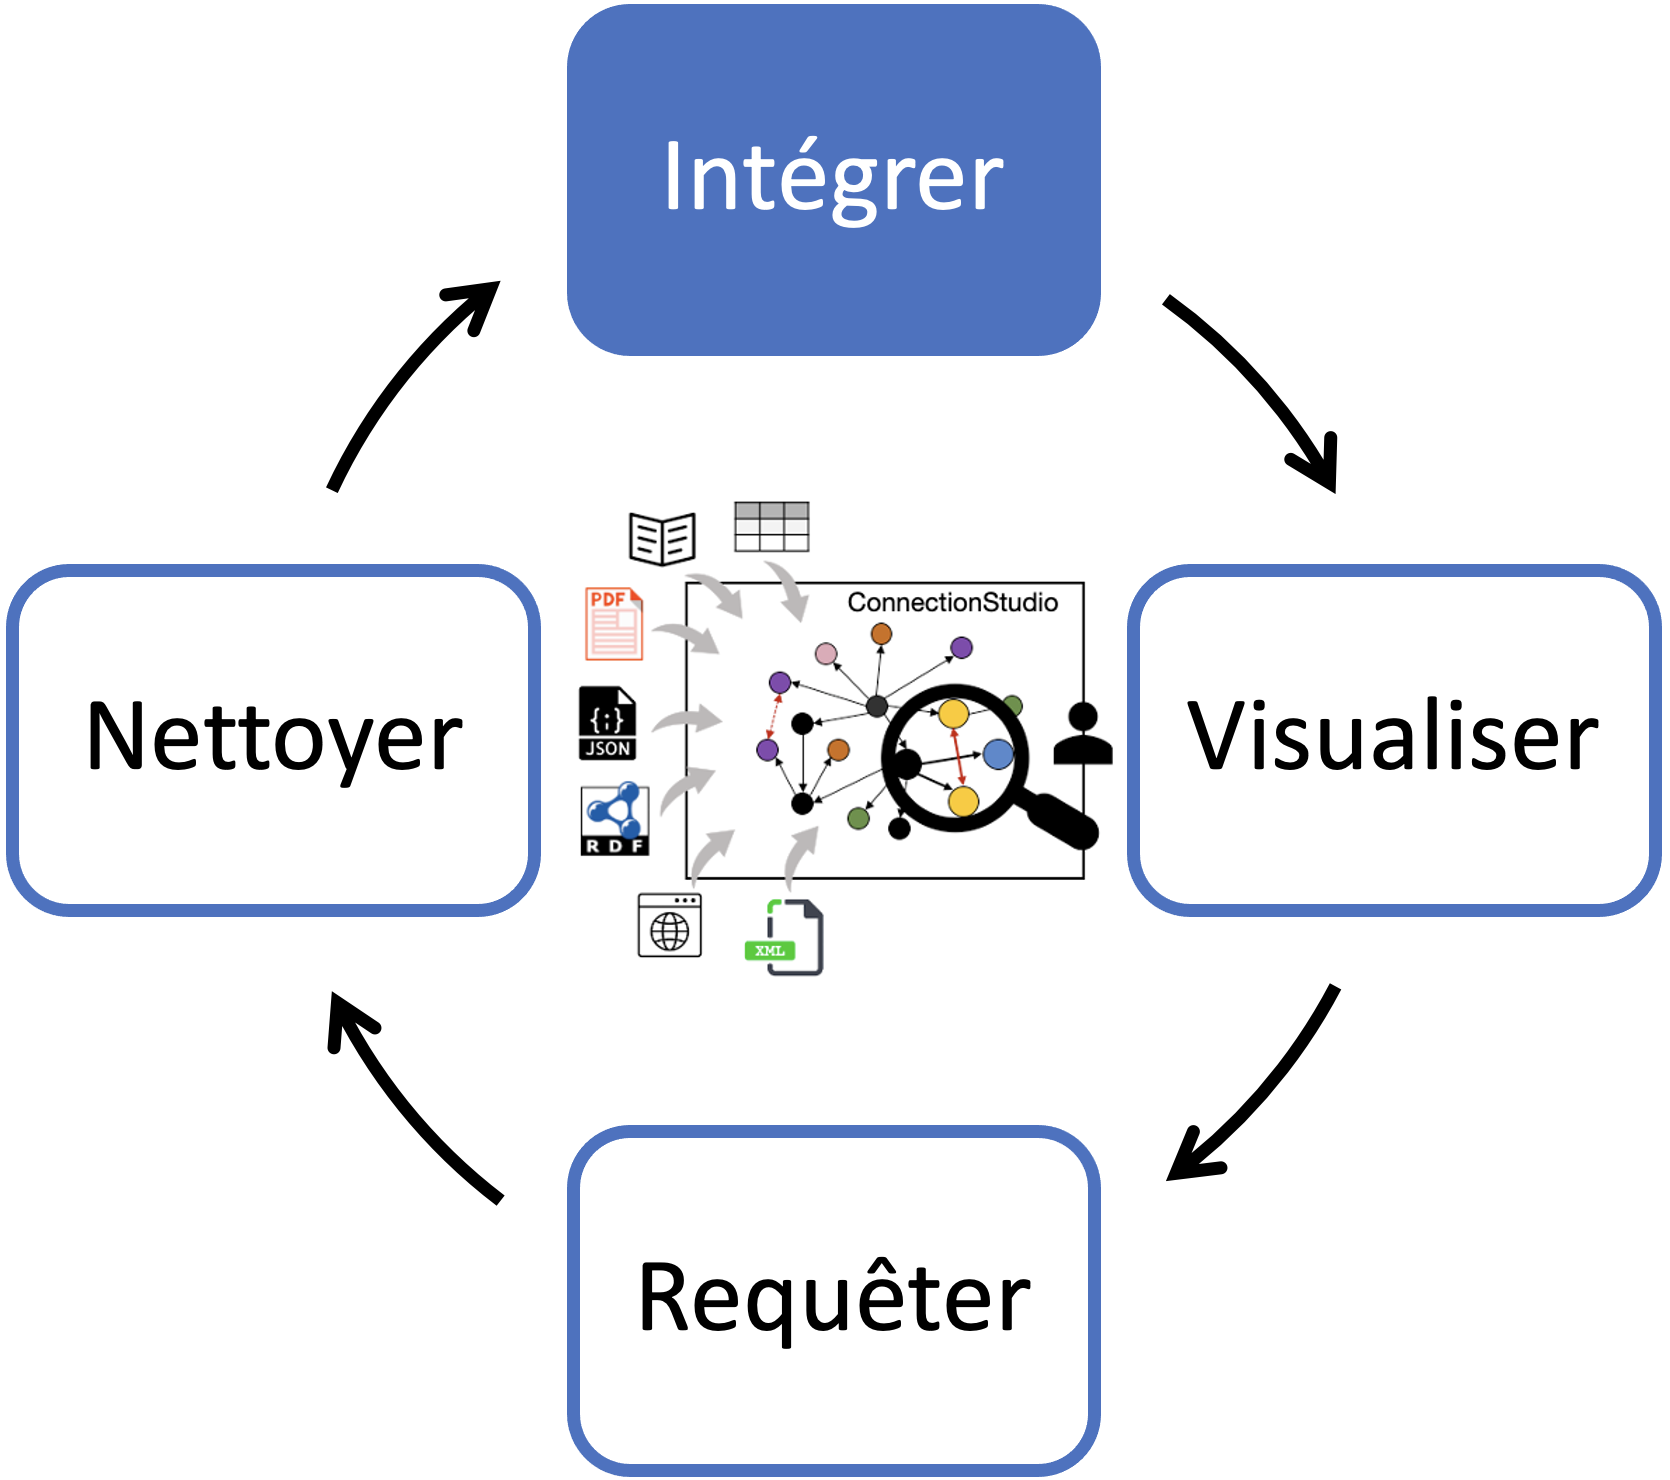 Intégrer
ConnectionStudio
PDF
Nettoyer
{;}
JSON
Visualiser
RDF
XML
Requêter